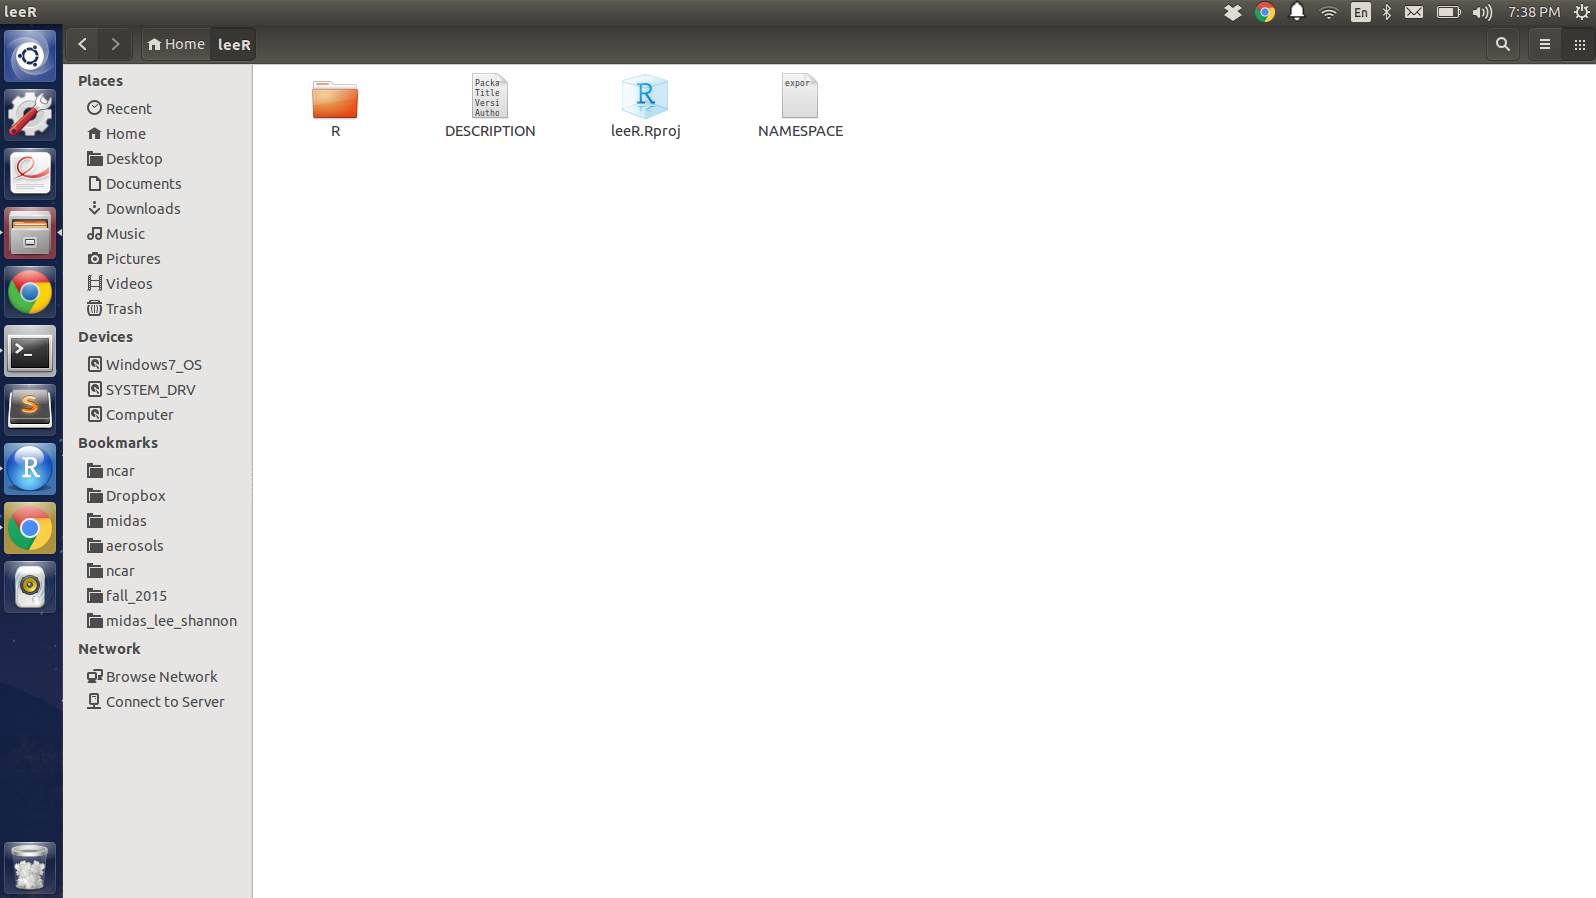 leeR
En
7:38 PM
Home
leeR
Places
Recent
Home
Desktop
Documents
Downloads
Music
Pictures
Videos
Trash
Devices
Windows7_OS
SYSTEM_DRV
Computer
Bookmarks
ncar
Dropbox
midas
aerosols
ncar
fall_2015
midas_lee_shannon
Network
Browse Network
Connect to Server
R
Packa
Title
Versi
Autho
DESCRIPTION
R
leeR.Rproj
expor
NAMESPACE
>_
S
R